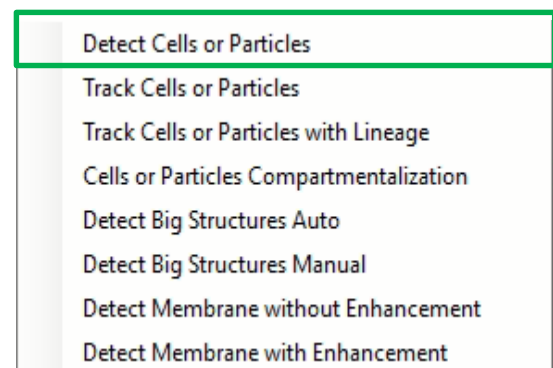 Detect Cells or Particles
Track Cells or Particles
Track Cells or Particles with Lineage
Cells or Particles Compartmentalization
Detect Big Structures Auto
Detect Big Structures Manual
Detect Membrane without Enhancement
Detect Membrane with Enhancement